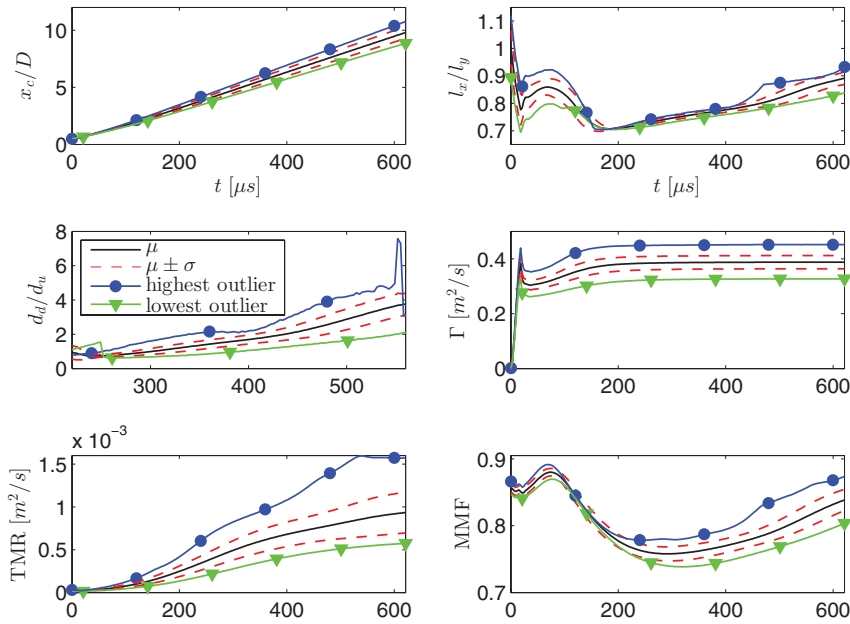 x_c/D
10
5
0
0 200 400 600
t [μs]
l_x/l_y
1.1
1
0.9
0.8
0.7
0 200 400 600
t [μs]
d_d/d_u
8
6
4
2
0
300 400 500
μ
μ ± σ
highest outlier
lowest outlier
Γ [m²/s]
0.4
0.2
0
0 200 400 600
x 10⁻³
TMR [m²/s]
1.5
1
0.5
0
0 200 400 600
MMF
0.9
0.8
0.7
0 200 400 600